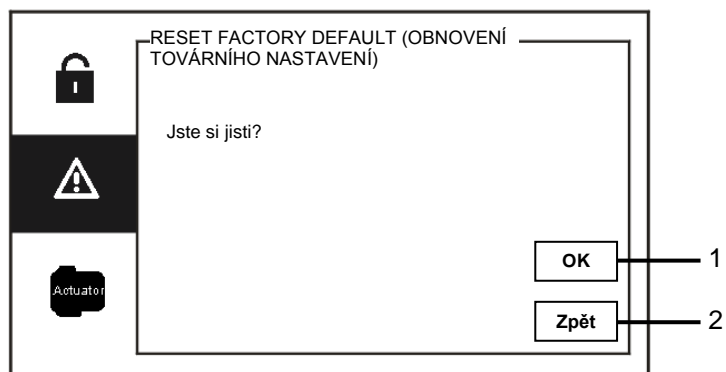 RESET FACTORY DEFAULT (OBNOVENÍ
TOVÁRNÍHO NASTAVENÍ)
Jste si jisti?
Actuator
OK
1
Zpět
2